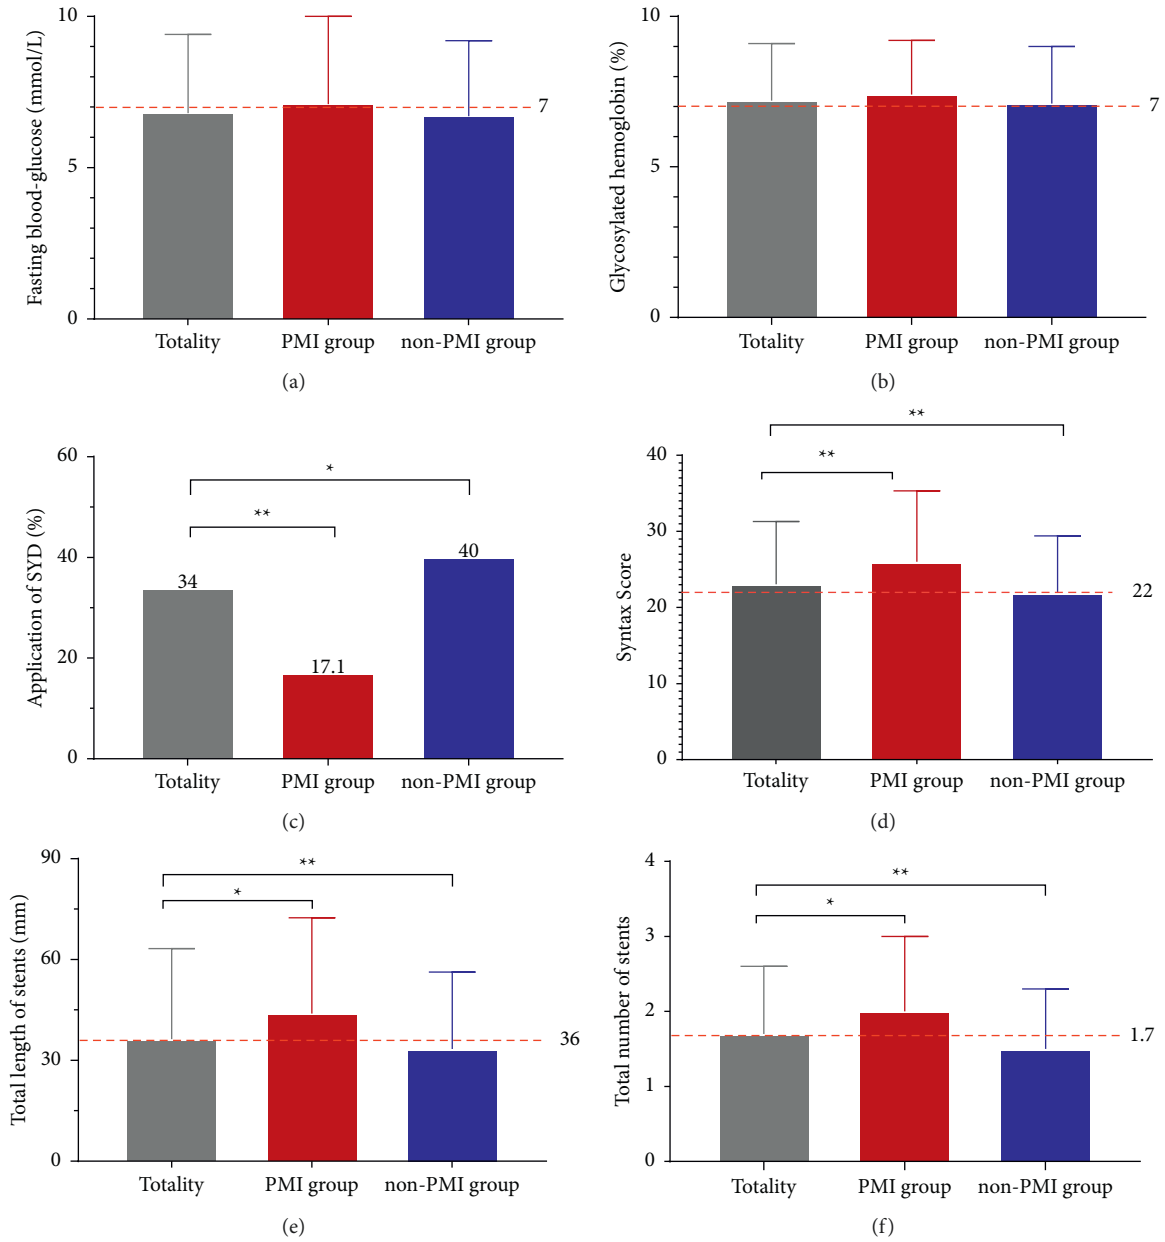 10
5
0
Fasting blood-glucose (mmol/L)
7
Totality
PMI group
non-PMI group
(a)
10
5
0
Glycosylated hemoglobin (%)
7
Totality
PMI group
non-PMI group
(b)
60
40
20
0
Application of SYD (%)
*
**
34
17.1
40
Totality
PMI group
non-PMI group
(c)
40
30
20
10
0
Syntax Score
**
**
22
Totality
PMI group
non-PMI group
(d)
90
60
30
0
Total length of stents (mm)
**
*
36
Totality
PMI group
non-PMI group
(e)
4
3
2
1
0
Total number of stents
**
*
1.7
Totality
PMI group
non-PMI group
(f)